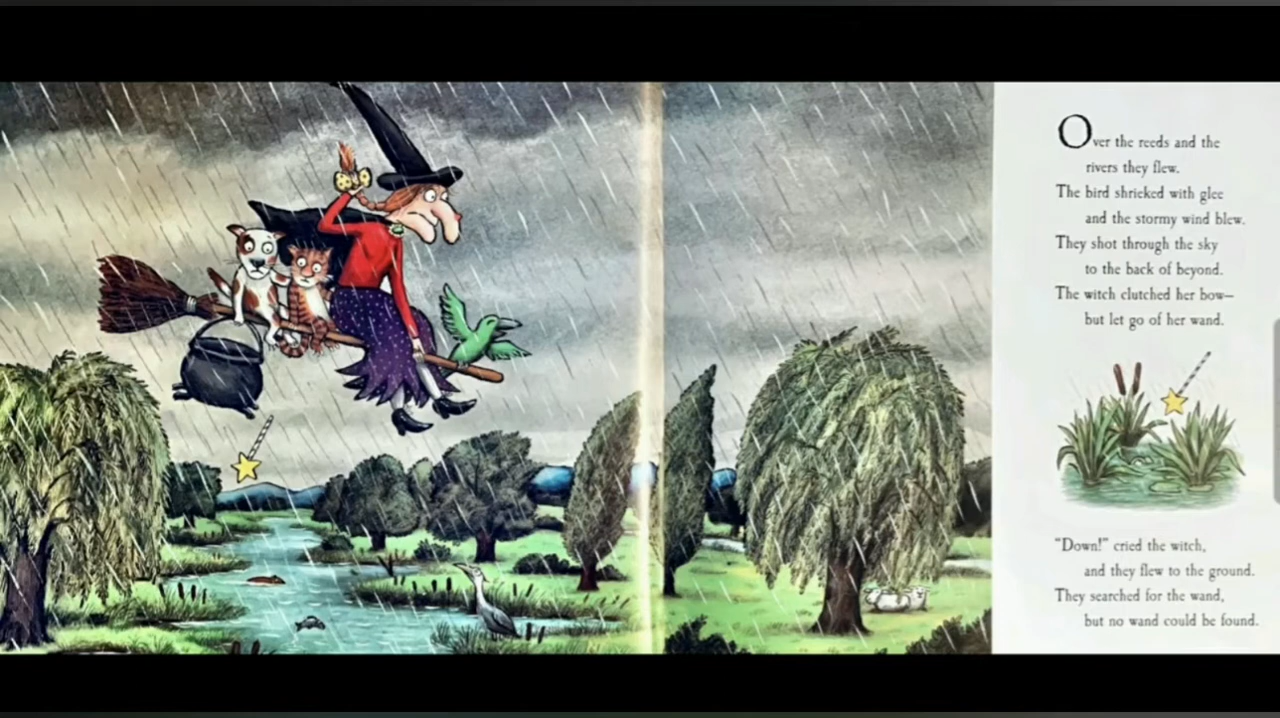 Over the reeds and the
rivers they flew.
The bird shrieked with glee
and the stormy wind blew.
They shot through the sky
to the back of beyond.
The witch clutched her bow—
but let go of her wand.
“Down!” cried the witch,
and they flew to the ground.
They searched for the wand,
but no wand could be found.